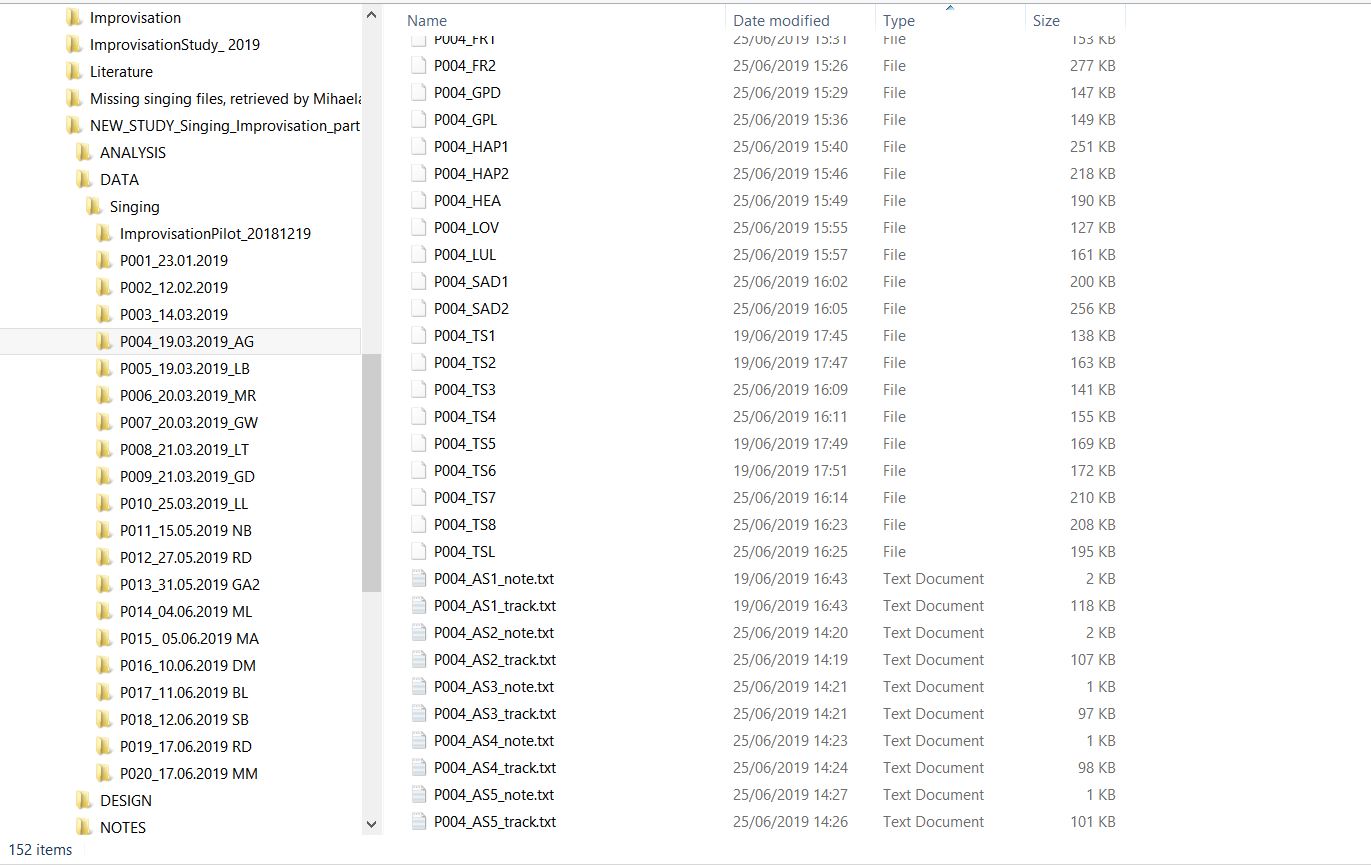 Improvisation
ImprovisationStudy_ 2019
Literature
Missing singing files, retrieved by Mihaela
NEW_STUDY_Singing_Improvisation_part
ANALYSIS
DATA
Singing
ImprovisationPilot_20181219
P001_23.01.2019
P002_12.02.2019
P003_14.03.2019
P004_19.03.2019_AG
P005_19.03.2019_LB
P006_20.03.2019_MR
P007_20.03.2019_GW
P008_21.03.2019_LT
P009_21.03.2019_GD
P010_25.03.2019_LL
P011_15.05.2019 NB
P012_27.05.2019 RD
P013_31.05.2019 GA2
P014_04.06.2019 ML
P015_ 05.06.2019 MA
P016_10.06.2019 DM
P017_11.06.2019 BL
P018_12.06.2019 SB
P019_17.06.2019 RD
P020_17.06.2019 MM
DESIGN
NOTES
152 items
Name Date modified Type Size
P004_FR1 25/06/2019 15:31 File 153 KB
P004_FR2 25/06/2019 15:26 File 277 KB
P004_GPD 25/06/2019 15:29 File 147 KB
P004_GPL 25/06/2019 15:36 File 149 KB
P004_HAP1 25/06/2019 15:40 File 251 KB
P004_HAP2 25/06/2019 15:46 File 218 KB
P004_HEA 25/06/2019 15:49 File 190 KB
P004_LOV 25/06/2019 15:55 File 127 KB
P004_LUL 25/06/2019 15:57 File 161 KB
P004_SAD1 25/06/2019 16:02 File 200 KB
P004_SAD2 25/06/2019 16:05 File 256 KB
P004_TS1 19/06/2019 17:45 File 138 KB
P004_TS2 19/06/2019 17:47 File 163 KB
P004_TS3 25/06/2019 16:09 File 141 KB
P004_TS4 25/06/2019 16:11 File 155 KB
P004_TS5 19/06/2019 17:49 File 169 KB
P004_TS6 19/06/2019 17:51 File 172 KB
P004_TS7 25/06/2019 16:14 File 210 KB
P004_TS8 25/06/2019 16:23 File 208 KB
P004_TSL 25/06/2019 16:25 File 195 KB
P004_AS1_note.txt 19/06/2019 16:43 Text Document 2 KB
P004_AS1_track.txt 19/06/2019 16:43 Text Document 118 KB
P004_AS2_note.txt 25/06/2019 14:20 Text Document 2 KB
P004_AS2_track.txt 25/06/2019 14:19 Text Document 107 KB
P004_AS3_note.txt 25/06/2019 14:21 Text Document 1 KB
P004_AS3_track.txt 25/06/2019 14:21 Text Document 97 KB
P004_AS4_note.txt 25/06/2019 14:23 Text Document 1 KB
P004_AS4_track.txt 25/06/2019 14:24 Text Document 98 KB
P004_AS5_note.txt 25/06/2019 14:27 Text Document 1 KB
P004_AS5_track.txt 25/06/2019 14:26 Text Document 101 KB